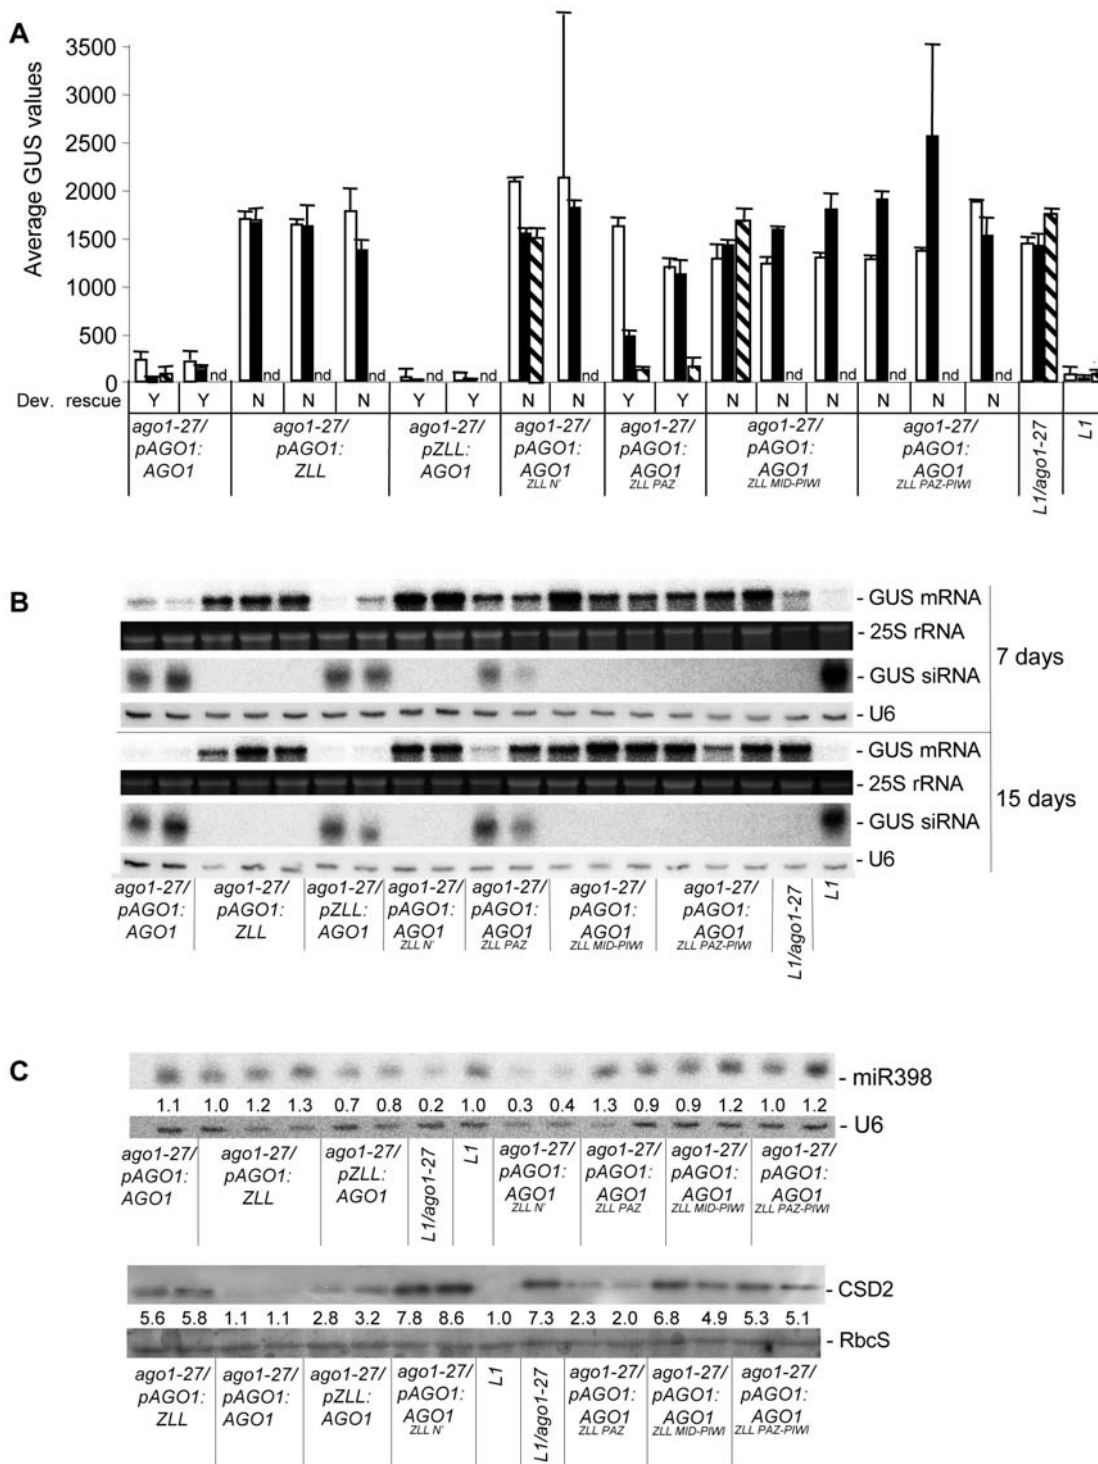 A
Average GUS values
3500
3000
2500
2000
1500
1000
500
0
nd nd nd nd nd nd nd nd nd nd nd
Dev. rescue Y Y N N N Y Y N N Y Y N N N N N N
ago1-27/ pAGO1: AGO1
ago1-27/ pAGO1: ZLL
ago1-27/ pZLL: AGO1
ago1-27/ pAGO1: AGO1 ZLL N'
ago1-27/ pAGO1: AGO1 ZLL PAZ
ago1-27/ pAGO1: AGO1 ZLL MID-PIWI
ago1-27/ pAGO1: AGO1 ZLL PAZ-PIWI
L1/ago1-27
L1
B
- GUS mRNA
- 25S rRNA
- GUS siRNA
- U6
7 days
- GUS mRNA
- 25S rRNA
- GUS siRNA
- U6
15 days
ago1-27/ pAGO1: AGO1
ago1-27/ pAGO1: ZLL
ago1-27/ pZLL: AGO1
ago1-27/ pAGO1: AGO1 ZLL N'
ago1-27/ pAGO1: AGO1 ZLL PAZ
ago1-27/ pAGO1: AGO1 ZLL MID-PIWI
ago1-27/ pAGO1: AGO1 ZLL PAZ-PIWI
L1/ago1-27
L1
C
- miR398
1.1 1.0 1.2 1.3 0.7 0.8 0.2 1.0 0.3 0.4 1.3 0.9 0.9 1.2 1.0 1.2
- U6
ago1-27/ pAGO1: AGO1
ago1-27/ pAGO1: ZLL
ago1-27/ pZLL: AGO1
L1/ago1-27
L1
ago1-27/ pAGO1: AGO1 ZLL N'
ago1-27/ pAGO1: AGO1 ZLL PAZ
ago1-27/ pAGO1: AGO1 ZLL MID-PIWI
ago1-27/ pAGO1: AGO1 ZLL PAZ-PIWI
- CSD2
5.6 5.8 1.1 1.1 2.8 3.2 7.8 8.6 1.0 7.3 2.3 2.0 6.8 4.9 5.3 5.1
- RbcS
ago1-27/ pAGO1: ZLL
ago1-27/ pAGO1: AGO1
ago1-27/ pZLL: AGO1
ago1-27/ pAGO1: AGO1 ZLL N'
L1
L1/ago1-27
ago1-27/ pAGO1: AGO1 ZLL PAZ
ago1-27/ pAGO1: AGO1 ZLL MID-PIWI
ago1-27/ pAGO1: AGO1 ZLL PAZ-PIWI